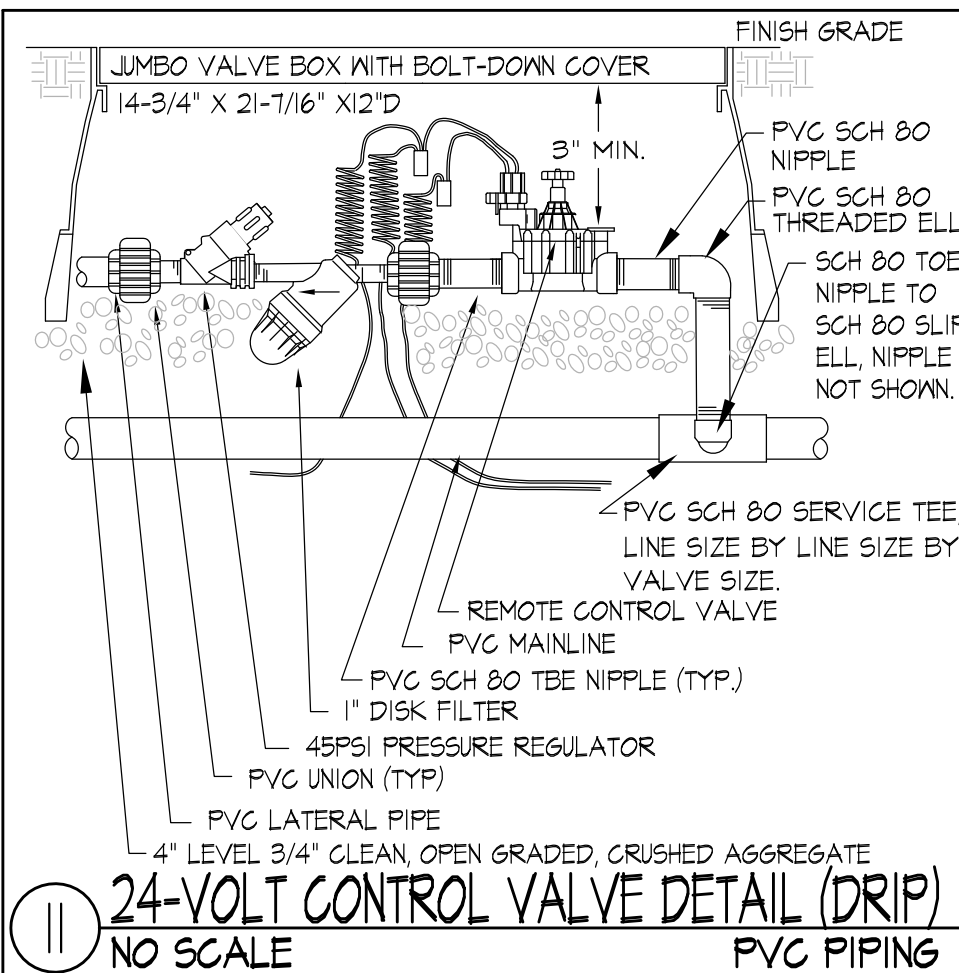 FINISH GRADE
JUMBO VALVE BOX WITH BOLT-DOWN COVER
14-3/4" X 21-7/16" X12"D
3" MIN.
PVC SCH 80
NIPPLE
PVC SCH 80
THREADED ELL
SCH 80 TOE
NIPPLE TO
SCH 80 SLIP
ELL, NIPPLE
NOT SHOWN.
PVC SCH 80 SERVICE TEE,
LINE SIZE BY LINE SIZE BY
VALVE SIZE.
REMOTE CONTROL VALVE
PVC MAINLINE
PVC SCH 80 TBE NIPPLE (TYP.)
1" DISK FILTER
45PSI PRESSURE REGULATOR
PVC UNION (TYP)
PVC LATERAL PIPE
4" LEVEL 3/4" CLEAN, OPEN GRADED, CRUSHED AGGREGATE
11
24-VOLT CONTROL VALVE DETAIL (DRIP)
NO SCALE
PVC PIPING